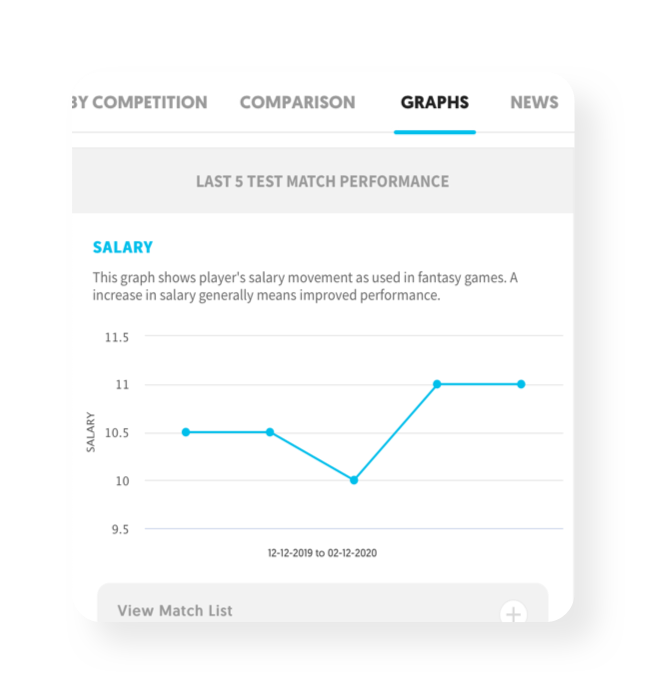 BY COMPETITION COMPARISON GRAPHS NEWS
LAST 5 TEST MATCH PERFORMANCE
SALARY
This graph shows player's salary movement as used in fantasy games. A
increase in salary generally means improved performance.
11.5
11
10.5
10
9.5
SALARY
12-12-2019 to 02-12-2020
View Match List